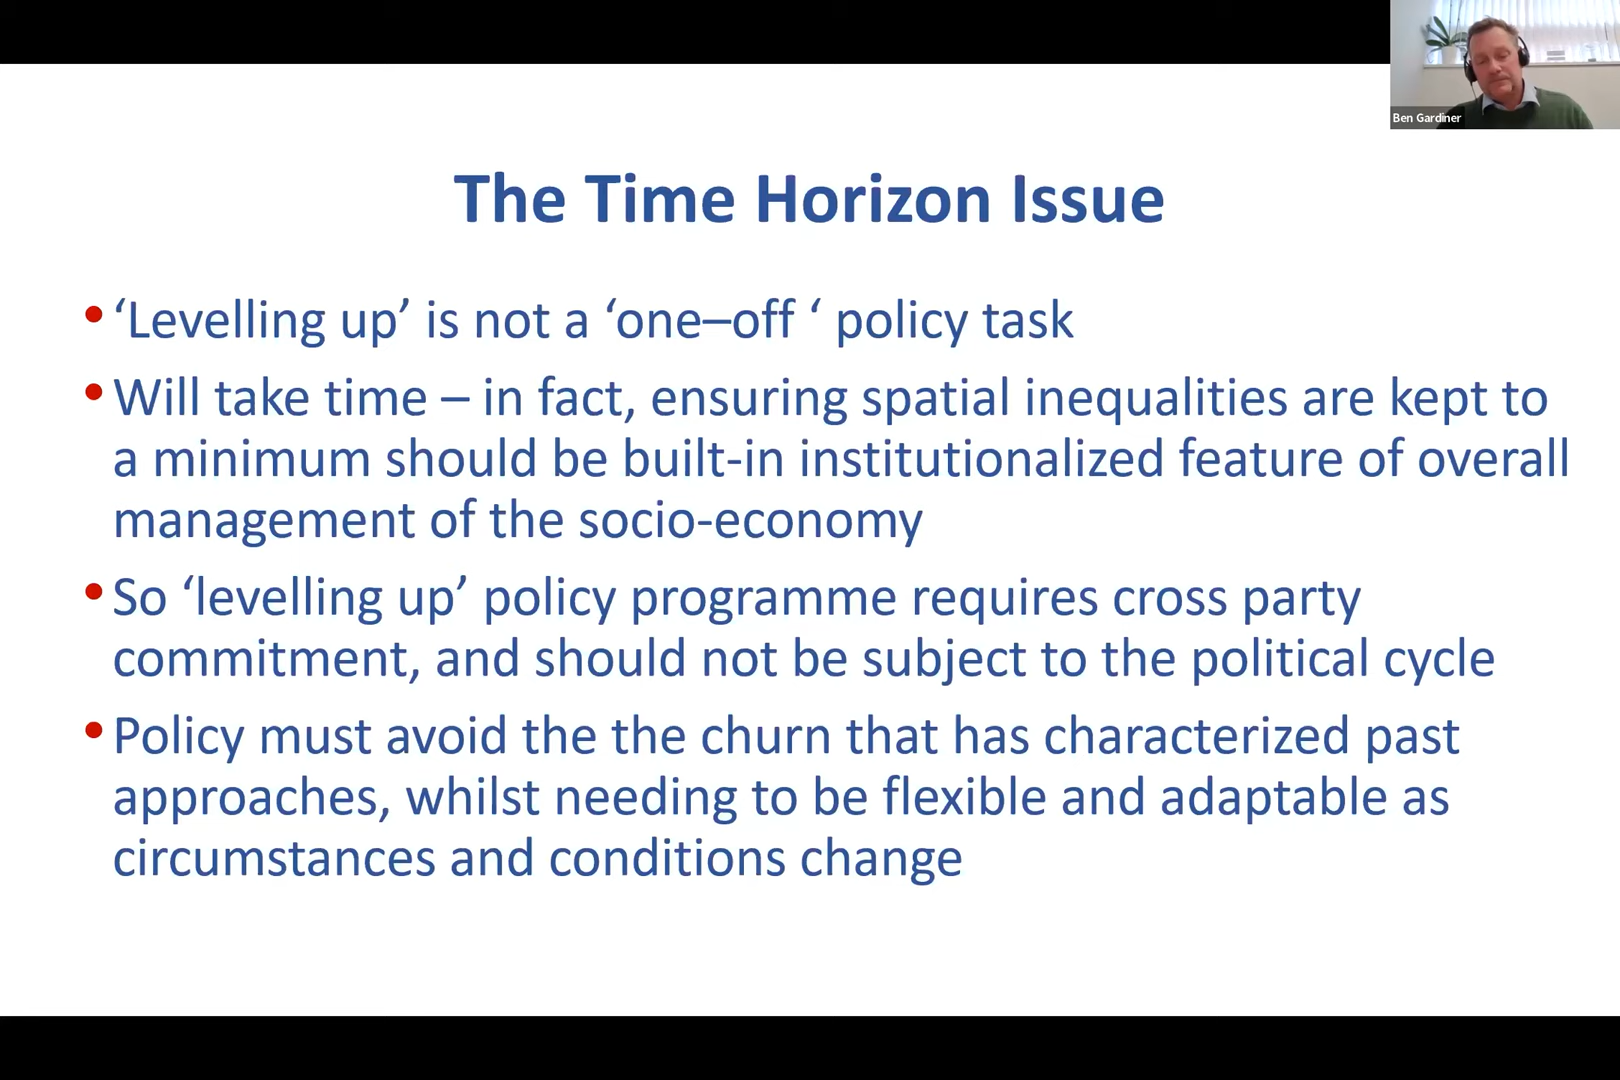 Ben Gardiner
The Time Horizon Issue
• ‘Levelling up’ is not a ‘one–off ‘ policy task
• Will take time – in fact, ensuring spatial inequalities are kept to
a minimum should be built-in institutionalized feature of overall
management of the socio-economy
• So ‘levelling up’ policy programme requires cross party
commitment, and should not be subject to the political cycle
• Policy must avoid the the churn that has characterized past
approaches, whilst needing to be flexible and adaptable as
circumstances and conditions change